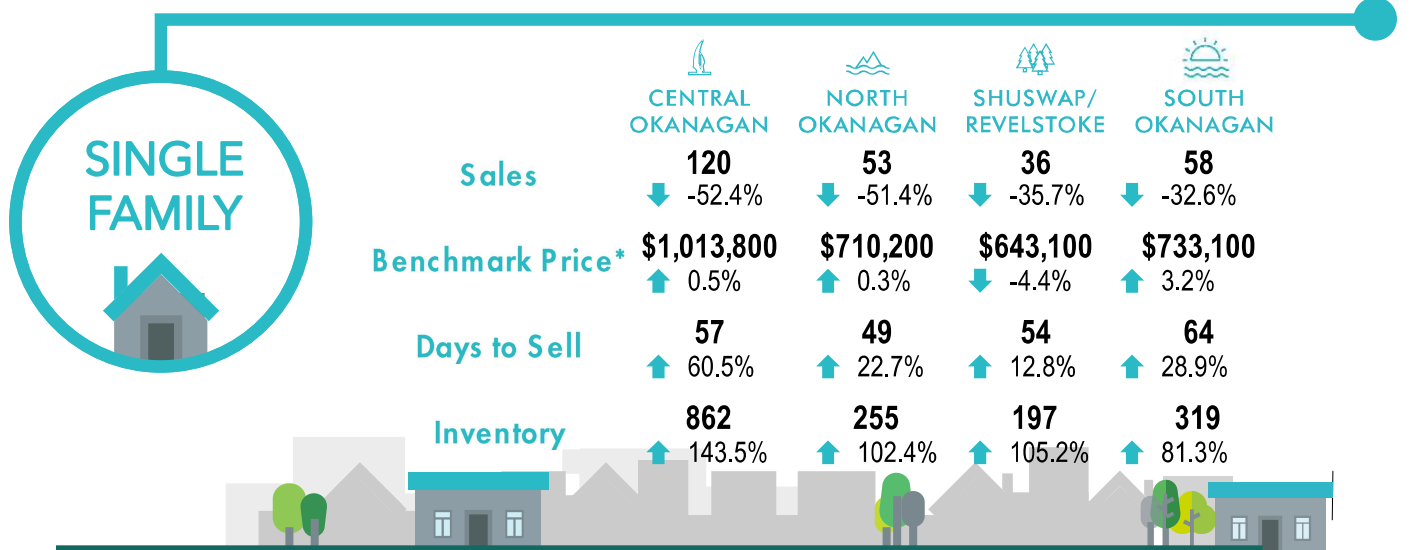 SINGLE
FAMILY
CENTRAL
OKANAGAN
NORTH
OKANAGAN
SHUSWAP/
REVELSTOKE
SOUTH
OKANAGAN
Sales
120 53 36 58
-52.4% -51.4% -35.7% -32.6%
Benchmark Price*
$1,013,800 $710,200 $643,100 $733,100
0.5% 0.3% -4.4% 3.2%
Days to Sell
57 49 54 64
60.5% 22.7% 12.8% 28.9%
Inventory
862 255 197 319
143.5% 102.4% 105.2% 81.3%